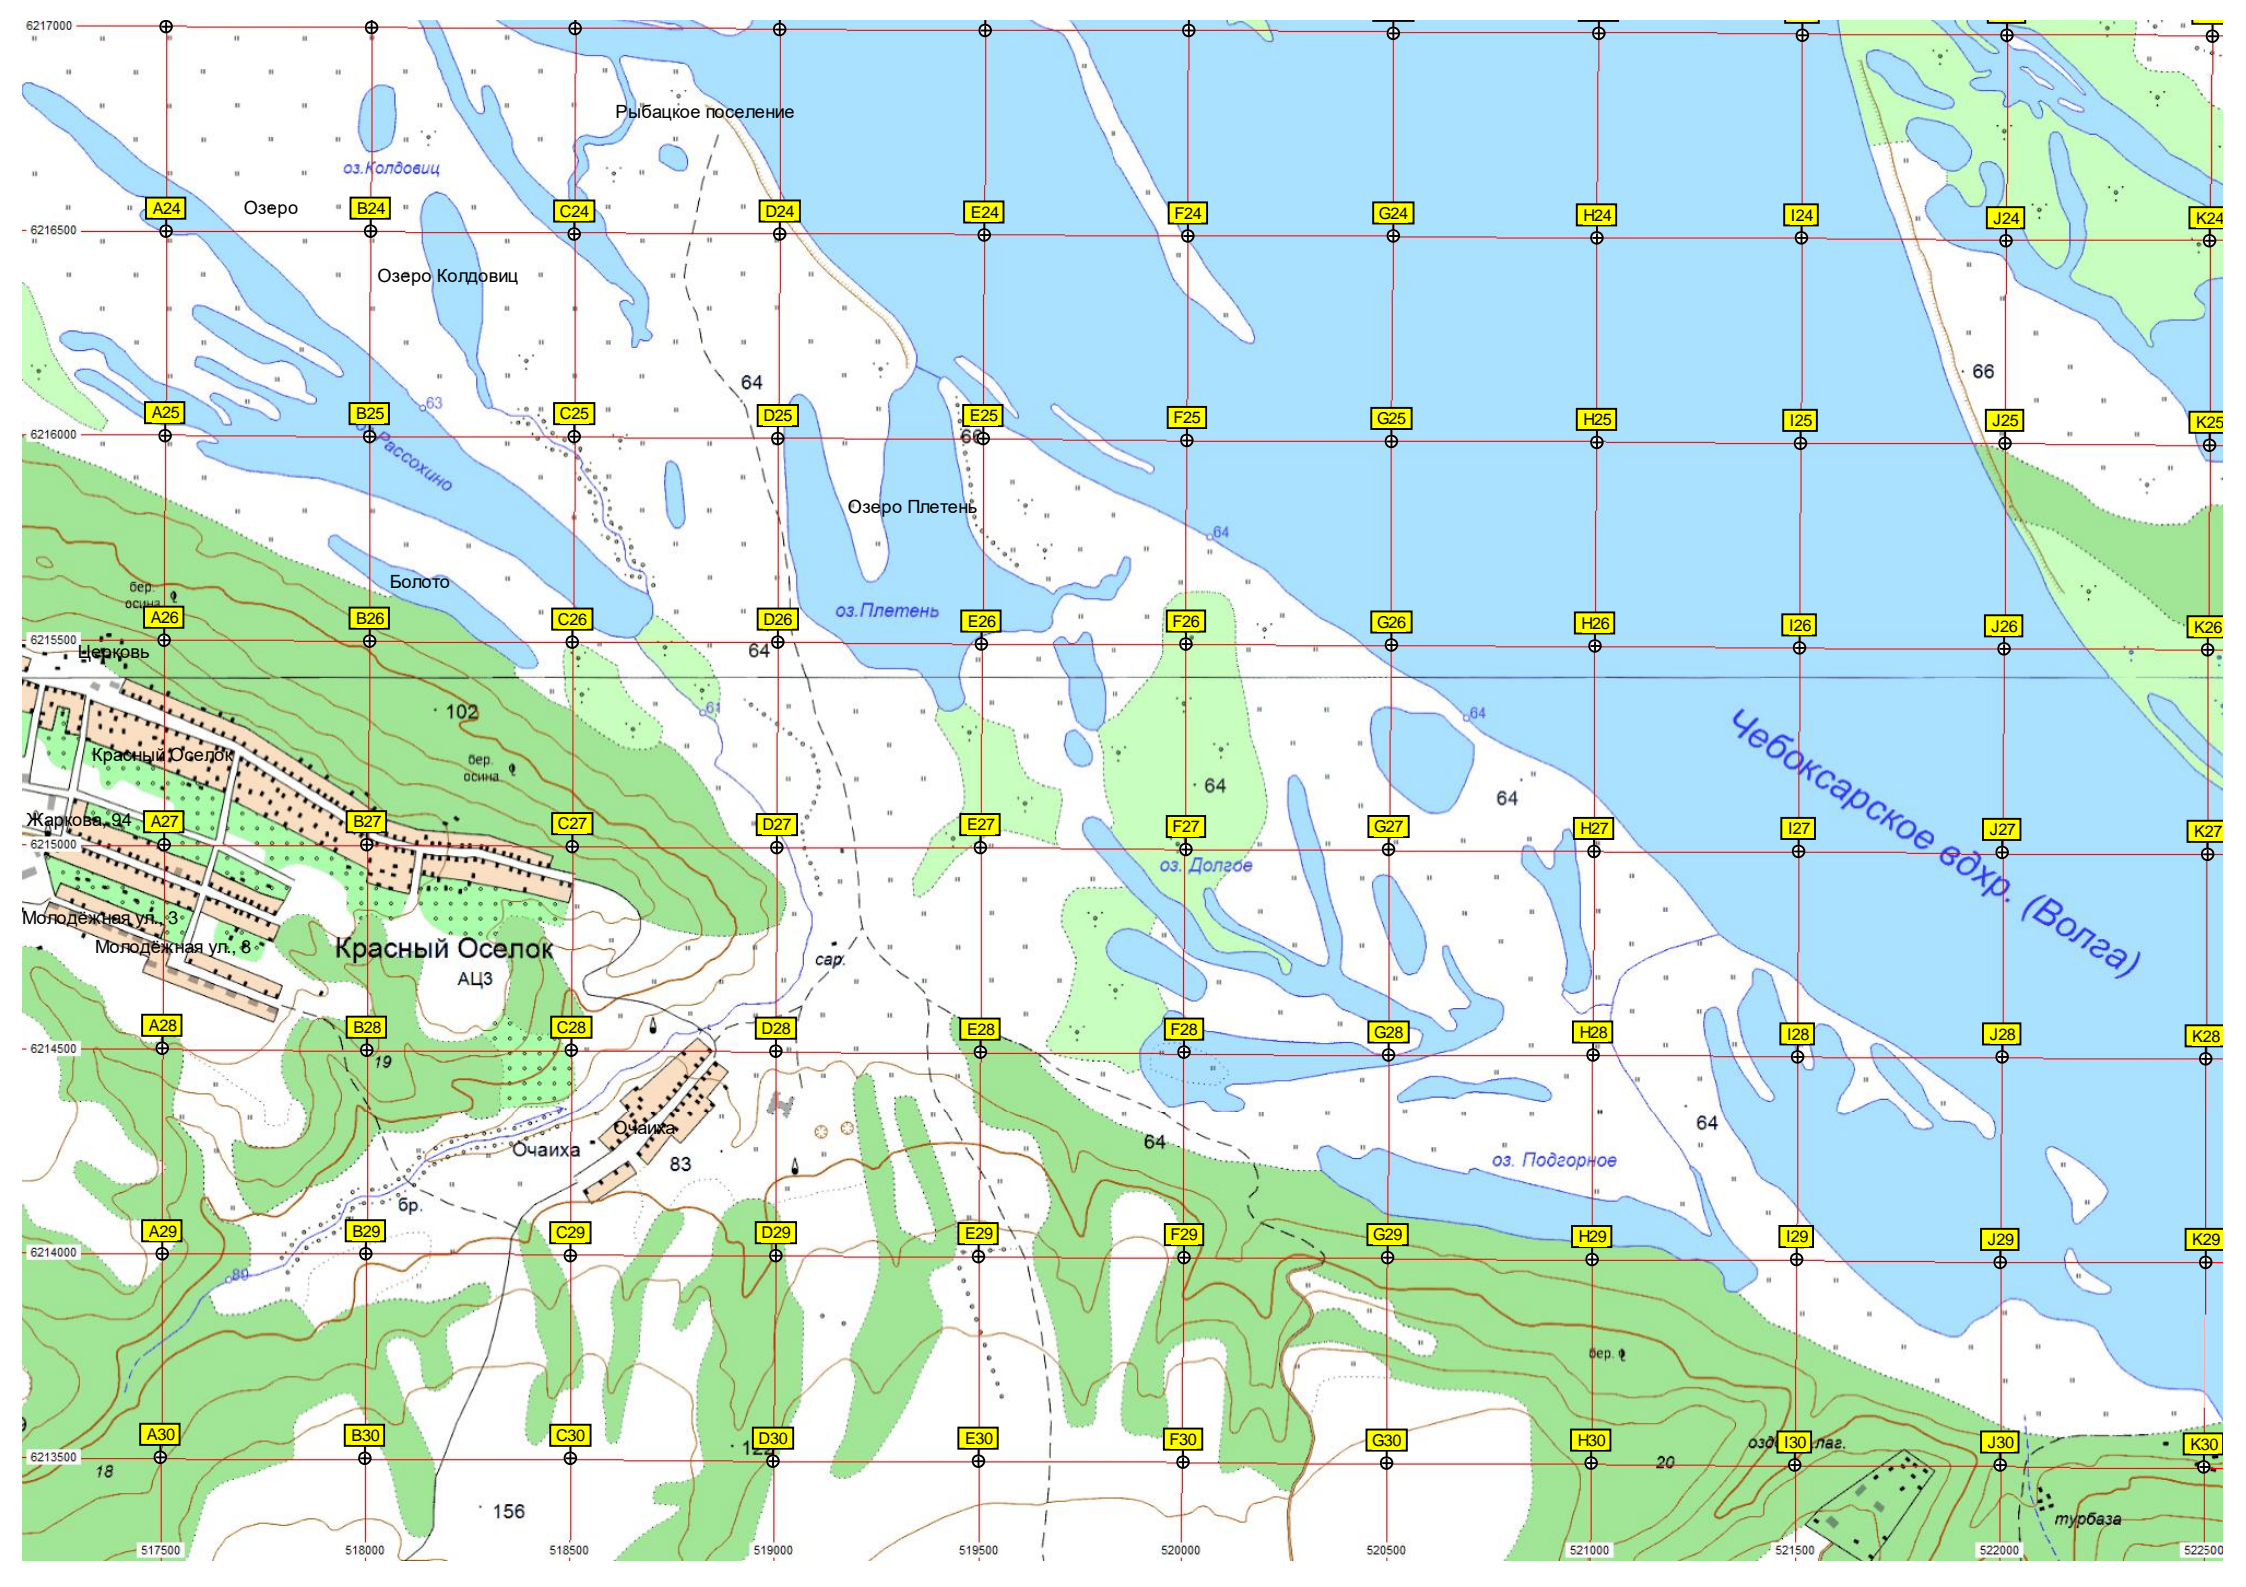 6217000
Рыбацкое поселение
оз.Колдовиц
A24 Озеро B24 C24 D24 E24 F24 G24 H24 I24 J24 K24
6216500
Озеро Колдовиц
64
66
63
A25 B25 C25 D25 E25 F25 G25 H25 I25 J25 K25
6216000
66
Рассохино
Озеро Плетень
64
Болото
бер.
осина
оз.Плетень
A26 B26 C26 D26 E26 F26 G26 H26 I26 J26 K26
6215500
Церковь
64
102
61
64
Чебоксарское вдхр. (Волга)
Красный Оселок
бер.
осина
64
64
Жаркова, 94
A27 B27 C27 D27 E27 F27 G27 H27 I27 J27 K27
6215000
оз. Долгое
Молодёжная ул., 3
Молодёжная ул., 8
Красный Оселок
АЦЗ
сар.
A28 B28 C28 D28 E28 F28 G28 H28 I28 J28 K28
6214500
19
64
Очаиха
Очаиха
64
83
оз. Подгорное
бр.
A29 B29 C29 D29 E29 F29 G29 H29 I29 J29 K29
6214000
80
бер.
A30 B30 C30 D30 E30 F30 G30 H30 I30 J30 K30
122
лаг.
6213500
18
20
156
турбаза
517500 518000 518500 519000 519500 520000 520500 521000 521500 522000 522500